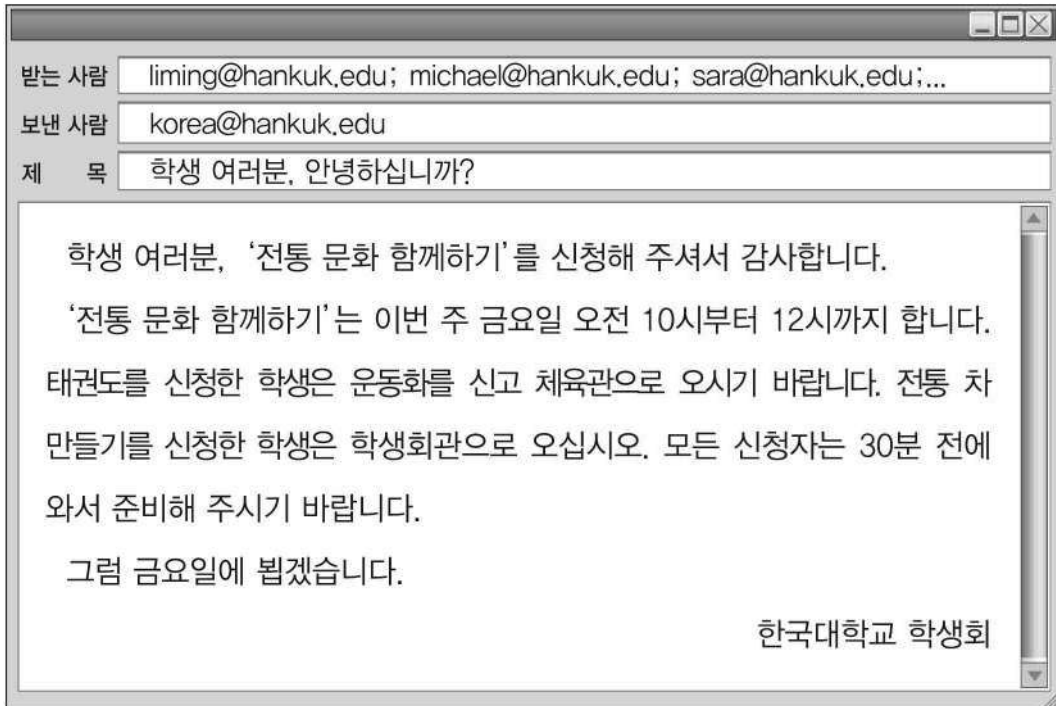 받는 사람 liming@hankuk.edu; michael@hankuk.edu; sara@hankuk.edu;...
보낸 사람 korea@hankuk.edu
제 목 학생 여러분, 안녕하십니까?
학생 여러분, ‘전통 문화 함께하기’를 신청해 주셔서 감사합니다.
‘전통 문화 함께하기’는 이번 주 금요일 오전 10시부터 12시까지 합니다.
태권도를 신청한 학생은 운동화를 신고 체육관으로 오시기 바랍니다. 전통 차
만들기를 신청한 학생은 학생회관으로 오십시오. 모든 신청자는 30분 전에
와서 준비해 주시기 바랍니다.
그럼 금요일에 뵙겠습니다.
한국대학교 학생회